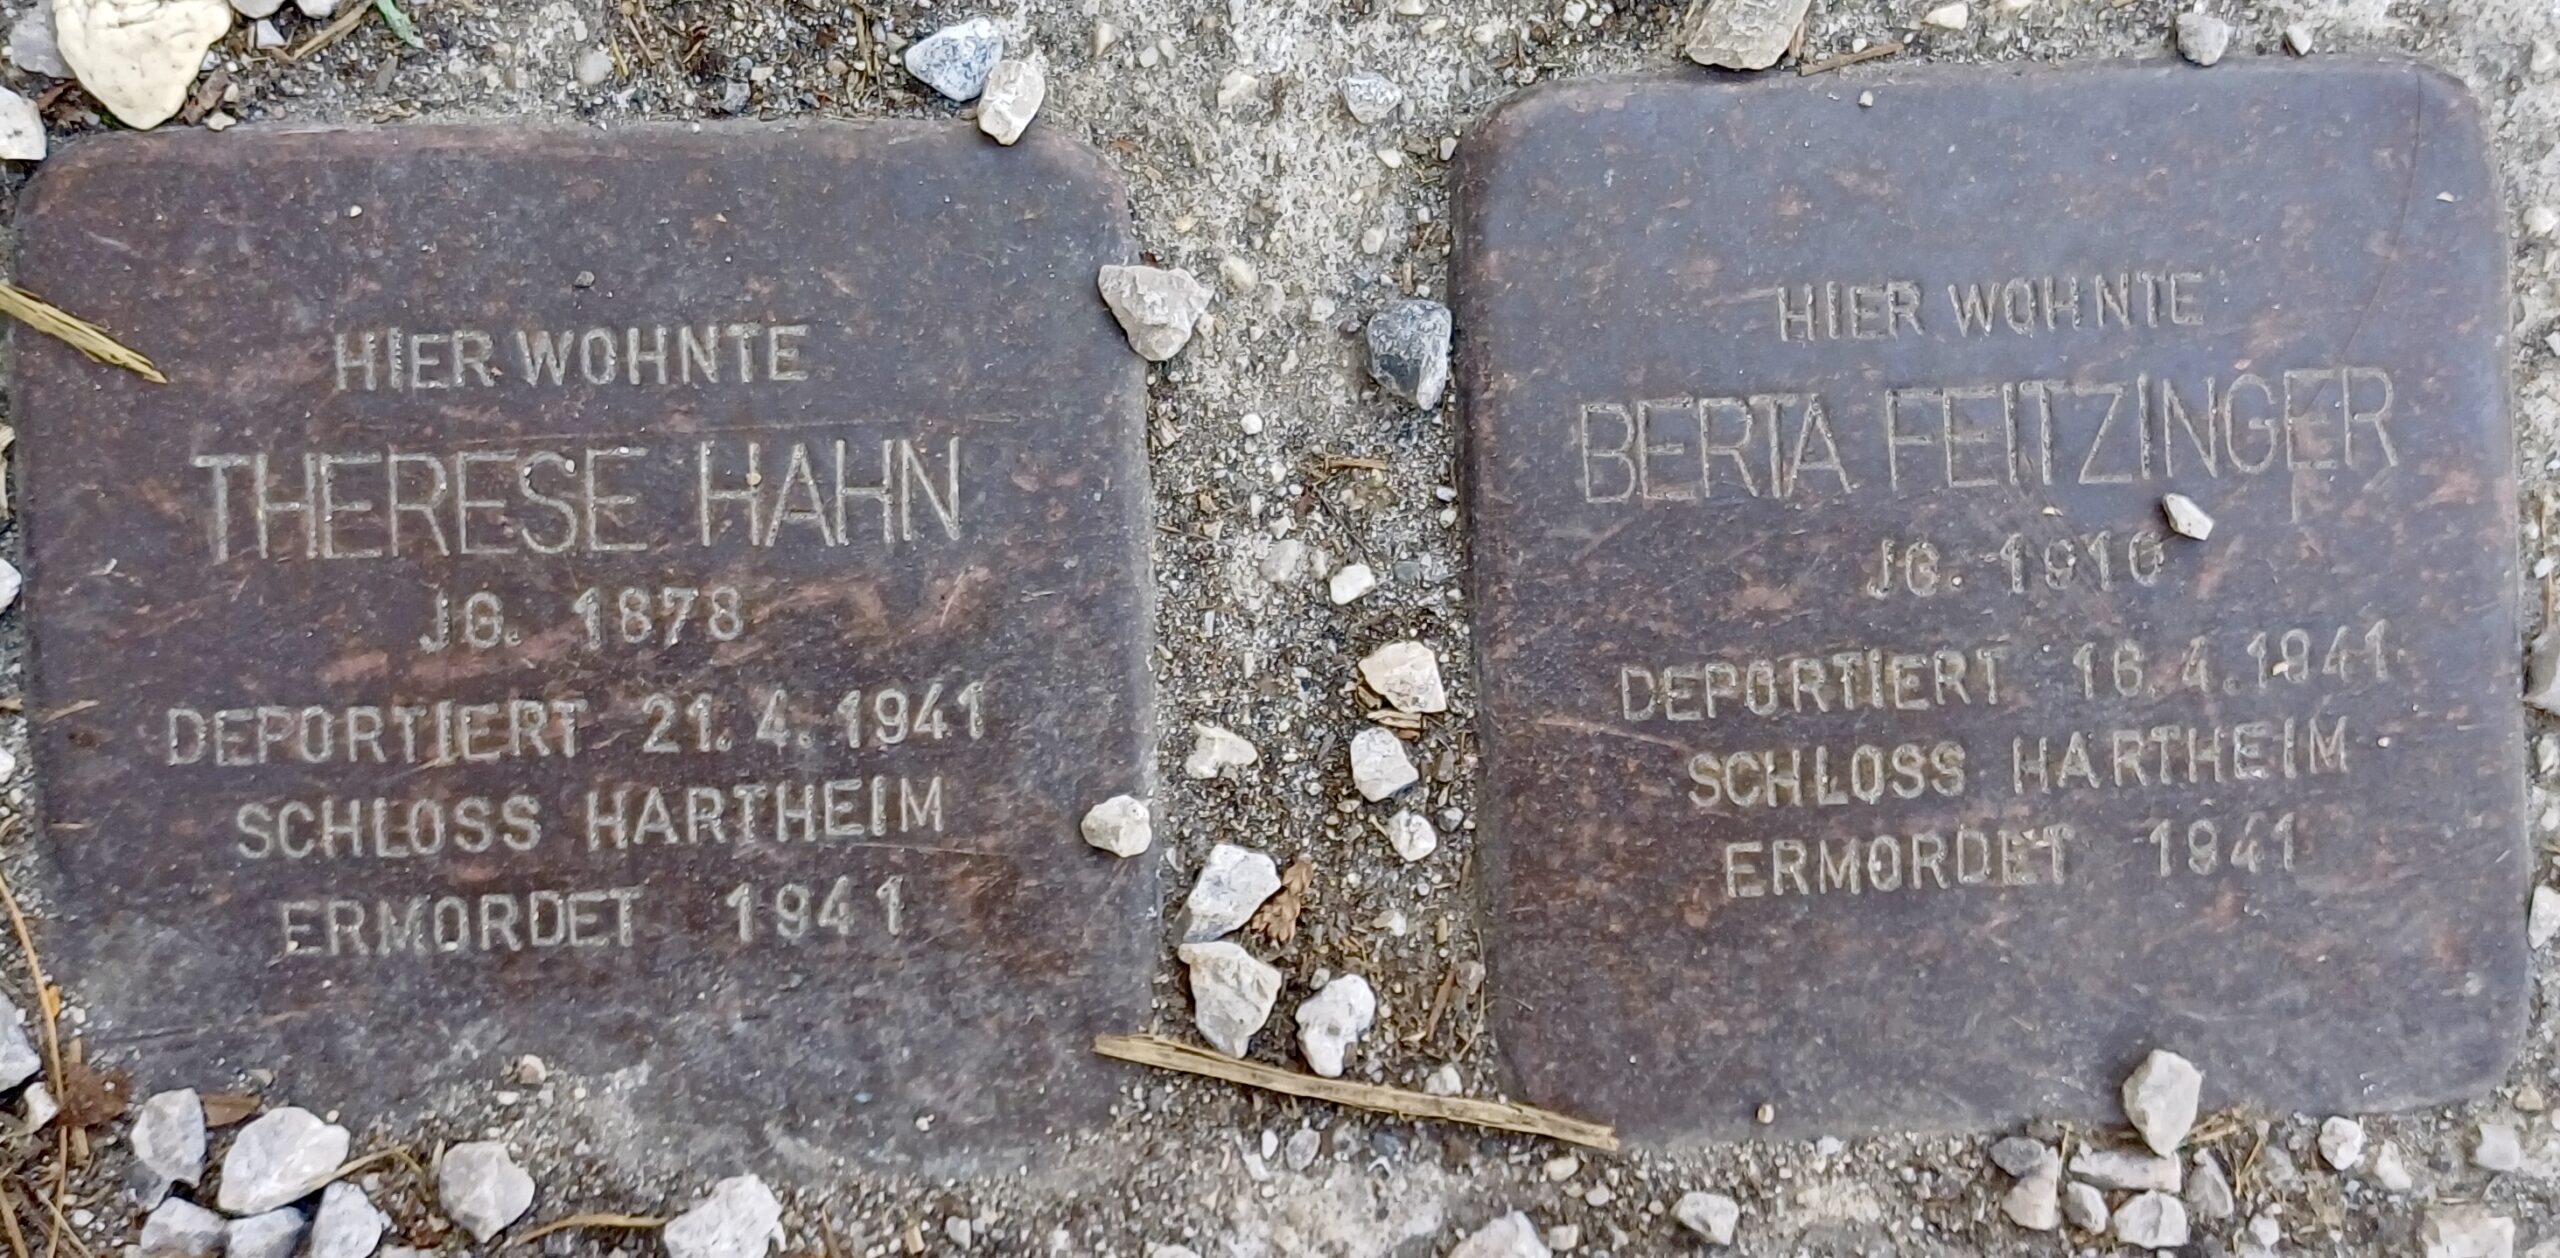 HIER WOHNTE
THERESE HAHN
JG. 1878
DEPORTIERT 21.4.1941
SCHLOSS HARTHEIM
ERMORDET 1941
HIER WOHNTE
BERTA FEITZINGER
JG. 1910
DEPORTIERT 16.4.1941
SCHLOSS HARTHEIM
ERMORDET 1941